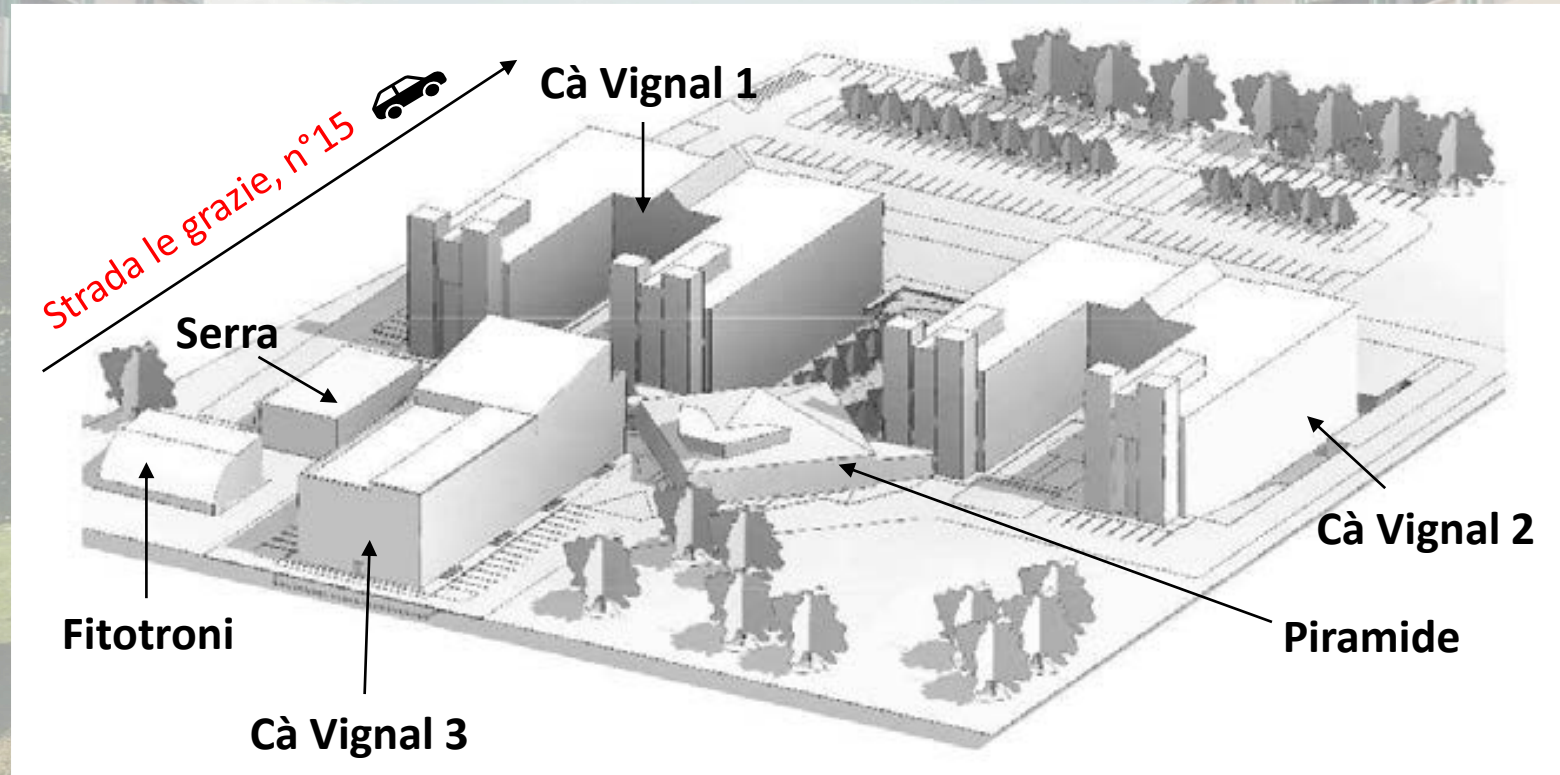 Cà Vignal 1
Strada le grazie, n°15
Serra
Cà Vignal 2
Fitotroni
Piramide
Cà Vignal 3